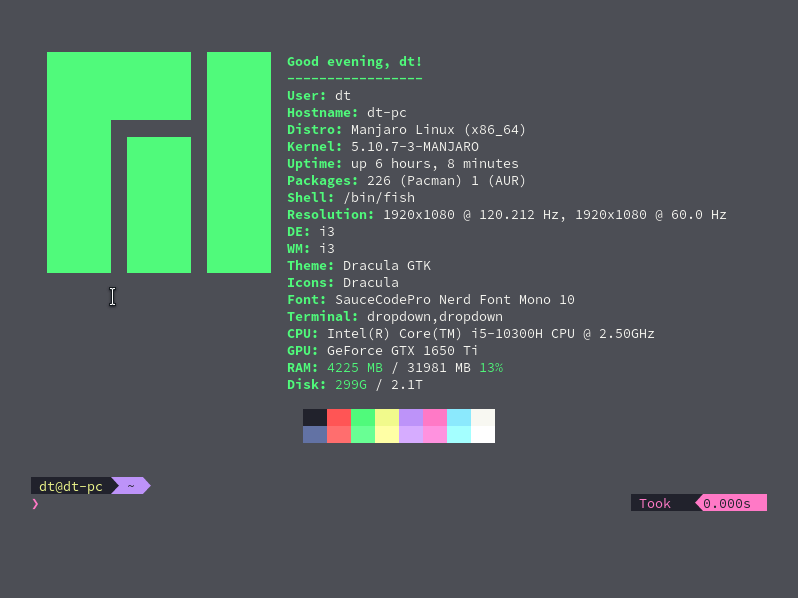 Good evening, dt!
-----------------
User: dt
Hostname: dt-pc
Distro: Manjaro Linux (x86_64)
Kernel: 5.10.7-3-MANJARO
Uptime: up 6 hours, 8 minutes
Packages: 226 (Pacman) 1 (AUR)
Shell: /bin/fish
Resolution: 1920x1080 @ 120.212 Hz, 1920x1080 @ 60.0 Hz
DE: i3
WM: i3
Theme: Dracula GTK
Icons: Dracula
Font: SauceCodePro Nerd Font Mono 10
Terminal: dropdown,dropdown
CPU: Intel(R) Core(TM) i5-10300H CPU @ 2.50GHz
GPU: GeForce GTX 1650 Ti
RAM: 4225 MB / 31981 MB 13%
Disk: 299G / 2.1T
dt@dt-pc ~
❯ Took 0.000s